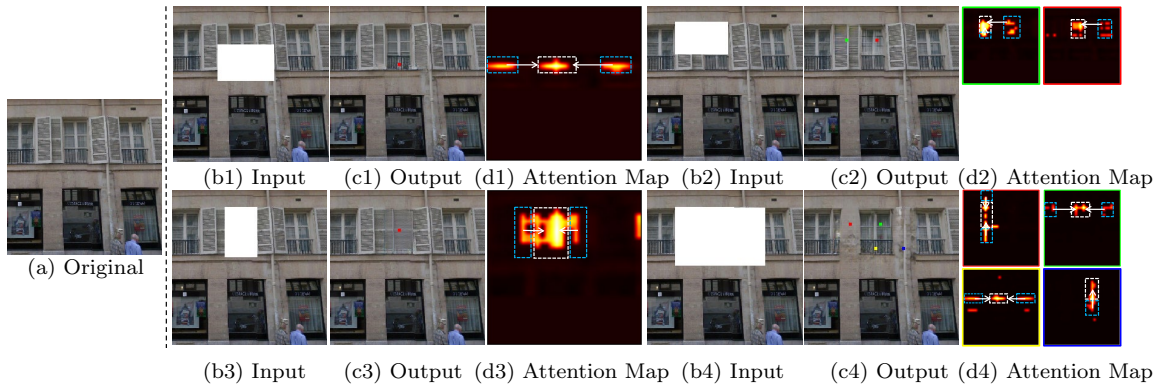 (b1) Input (c1) Output (d1) Attention Map (b2) Input (c2) Output (d2) Attention Map
(a) Original
(b3) Input (c3) Output (d3) Attention Map (b4) Input (c4) Output (d4) Attention Map